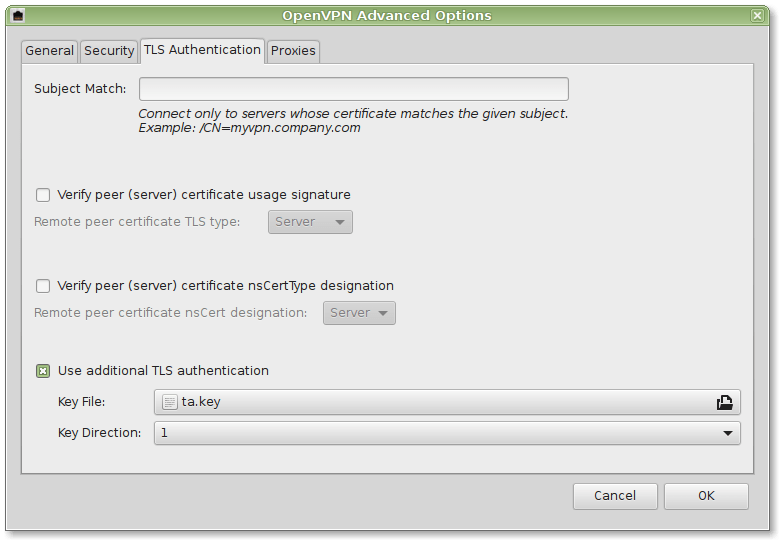 OpenVPN Advanced Options
General Security TLS Authentication Proxies
Subject Match:
Connect only to servers whose certificate matches the given subject.
Example: /CN=myvpn.company.com
Verify peer (server) certificate usage signature
Remote peer certificate TLS type: Server
Verify peer (server) certificate nsCertType designation
Remote peer certificate nsCert designation: Server
Use additional TLS authentication
Key File: ta.key
Key Direction: 1
Cancel OK